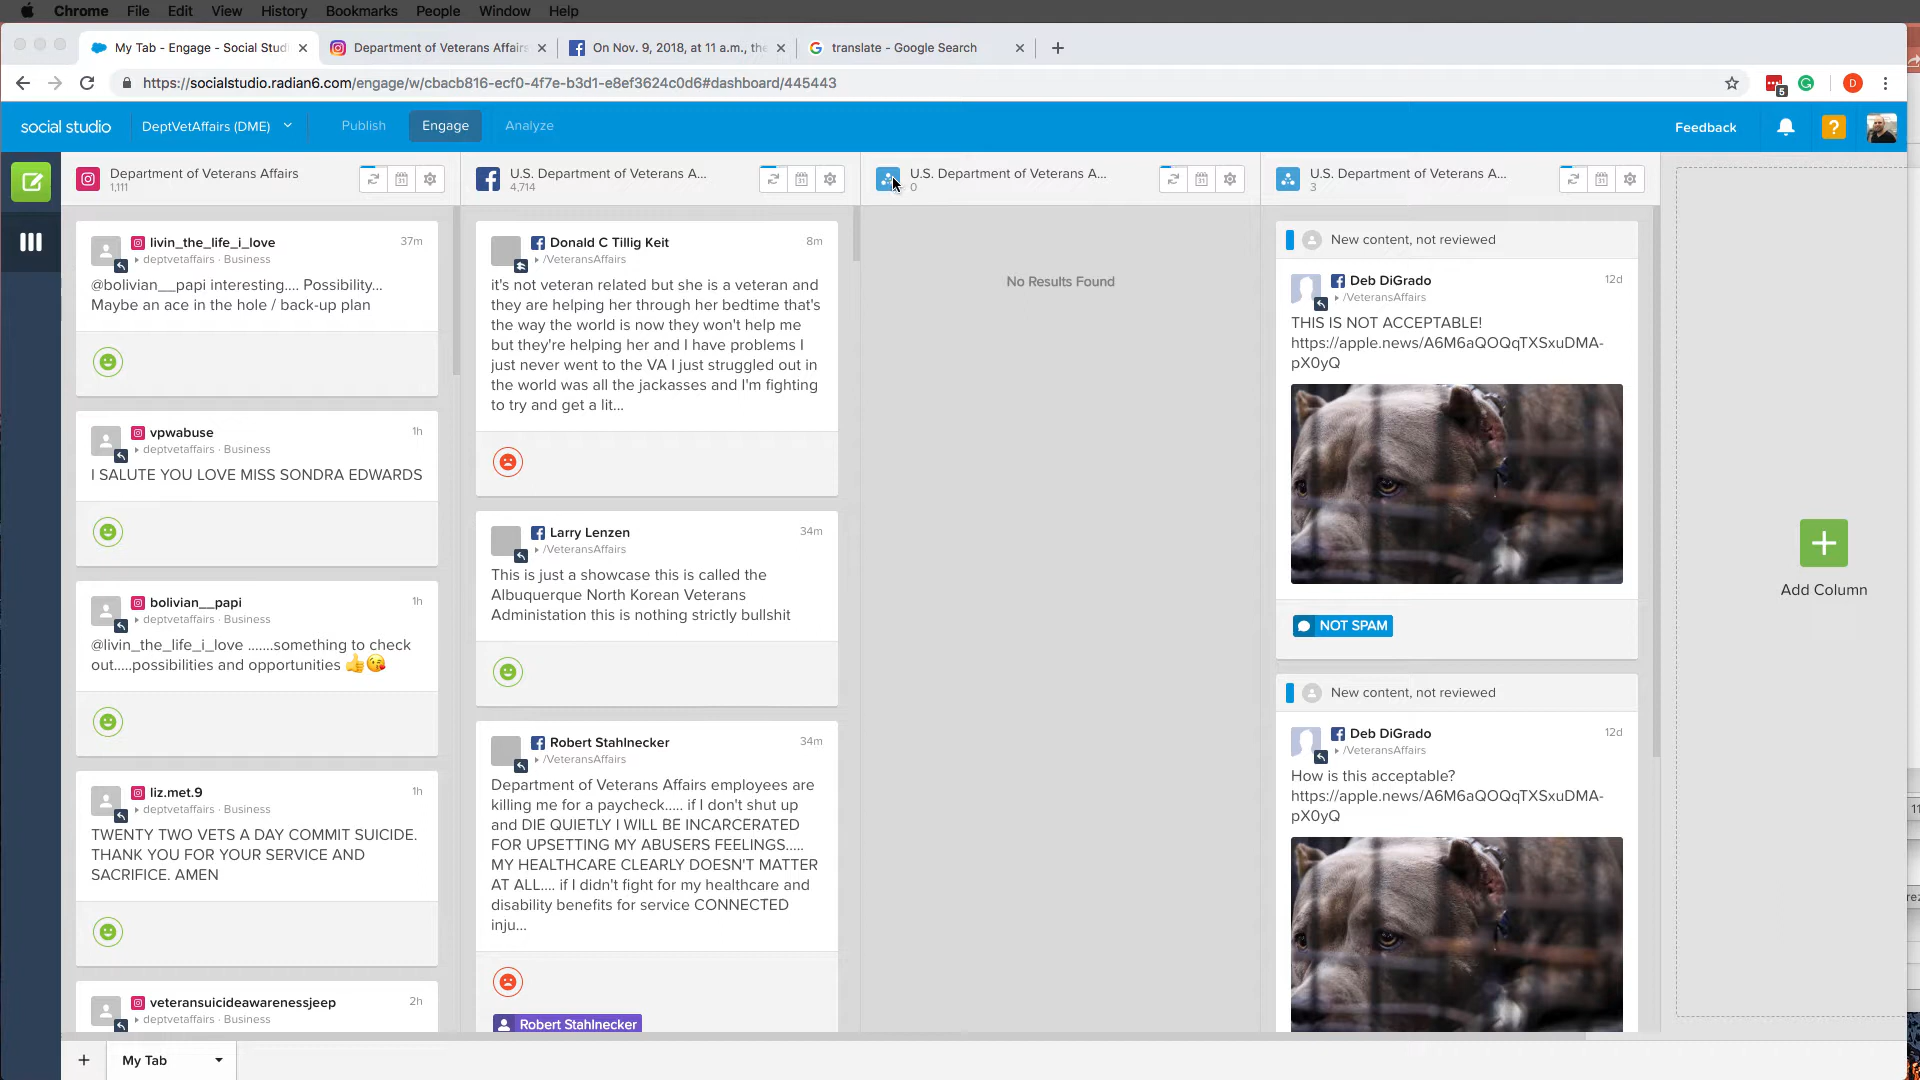 Chrome File Edit View History Bookmarks People Window Help
My Tab - Engage - Social Studi
Department of Veterans Affairs
On Nov. 9, 2018, at 11 a.m., the
translate - Google Search
https://socialstudio.radian6.com/engage/w/cbacb816-ecf0-4f7e-b3d1-e8ef3624c0d6#dashboard/445443
5
D
social studio
DeptVetAffairs (DME)
Publish
Engage
Analyze
Feedback
?
Department of Veterans Affairs
1,111
31
livin_the_life_i_love
37m
deptvetaffairs · Business
@bolivian__papi interesting.... Possibility...
Maybe an ace in the hole / back-up plan
vpwabuse
1h
deptvetaffairs · Business
I SALUTE YOU LOVE MISS SONDRA EDWARDS
bolivian__papi
1h
deptvetaffairs · Business
@livin_the_life_i_love .......something to check
out.....possibilities and opportunities 👍😘
liz.met.9
1h
deptvetaffairs · Business
TWENTY TWO VETS A DAY COMMIT SUICIDE.
THANK YOU FOR YOUR SERVICE AND
SACRIFICE. AMEN
veteransuicideawarenessjeep
2h
deptvetaffairs · Business
U.S. Department of Veterans A...
4,714
31
Donald C Tillig Keit
8m
/VeteransAffairs
it's not veteran related but she is a veteran and
they are helping her through her bedtime that's
the way the world is now they won't help me
but they're helping her and I have problems I
just never went to the VA I just struggled out in
the world was all the jackasses and I'm fighting
to try and get a lit...
Larry Lenzen
34m
/VeteransAffairs
This is just a showcase this is called the
Albuquerque North Korean Veterans
Administation this is nothing strictly bullshit
Robert Stahlnecker
34m
/VeteransAffairs
Department of Veterans Affairs employees are
killing me for a paycheck..... if I don't shut up
and DIE QUIETLY I WILL BE INCARCERATED
FOR UPSETTING MY ABUSERS FEELINGS.....
MY HEALTHCARE CLEARLY DOESN'T MATTER
AT ALL.... if I didn't fight for my healthcare and
disability benefits for service CONNECTED
inju...
Robert Stahlnecker
U.S. Department of Veterans A...
0
31
No Results Found
U.S. Department of Veterans A...
3
31
New content, not reviewed
Deb DiGrado
12d
/VeteransAffairs
THIS IS NOT ACCEPTABLE!
https://apple.news/A6M6aQOQqTXSxuDMA-
pX0yQ
NOT SPAM
New content, not reviewed
Deb DiGrado
12d
/VeteransAffairs
How is this acceptable?
https://apple.news/A6M6aQOQqTXSxuDMA-
pX0yQ
Add Column
My Tab